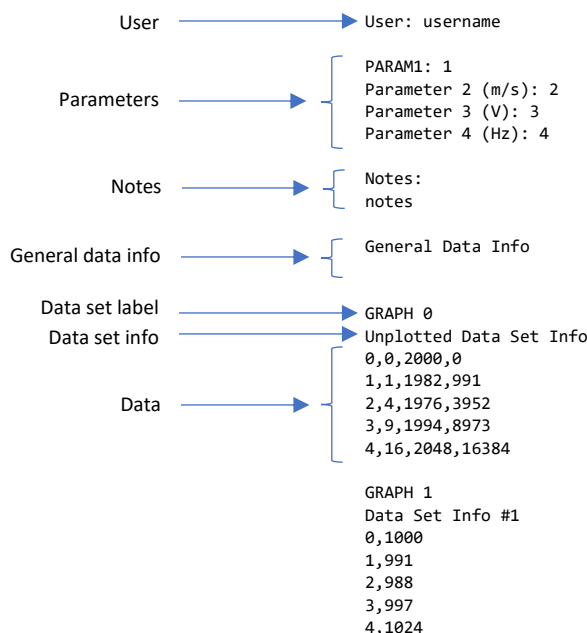 User
User: username
Parameters
PARAM1: 1
Parameter 2 (m/s): 2
Parameter 3 (V): 3
Parameter 4 (Hz): 4
Notes
Notes:
notes
General data info
General Data Info
Data set label
GRAPH 0
Data set info
Unplotted Data Set Info
Data
0,0,2000,0
1,1,1982,991
2,4,1976,3952
3,9,1994,8973
4,16,2048,16384
GRAPH 1
Data Set Info #1
0,1000
1,991
2,988
3,997
4,1024